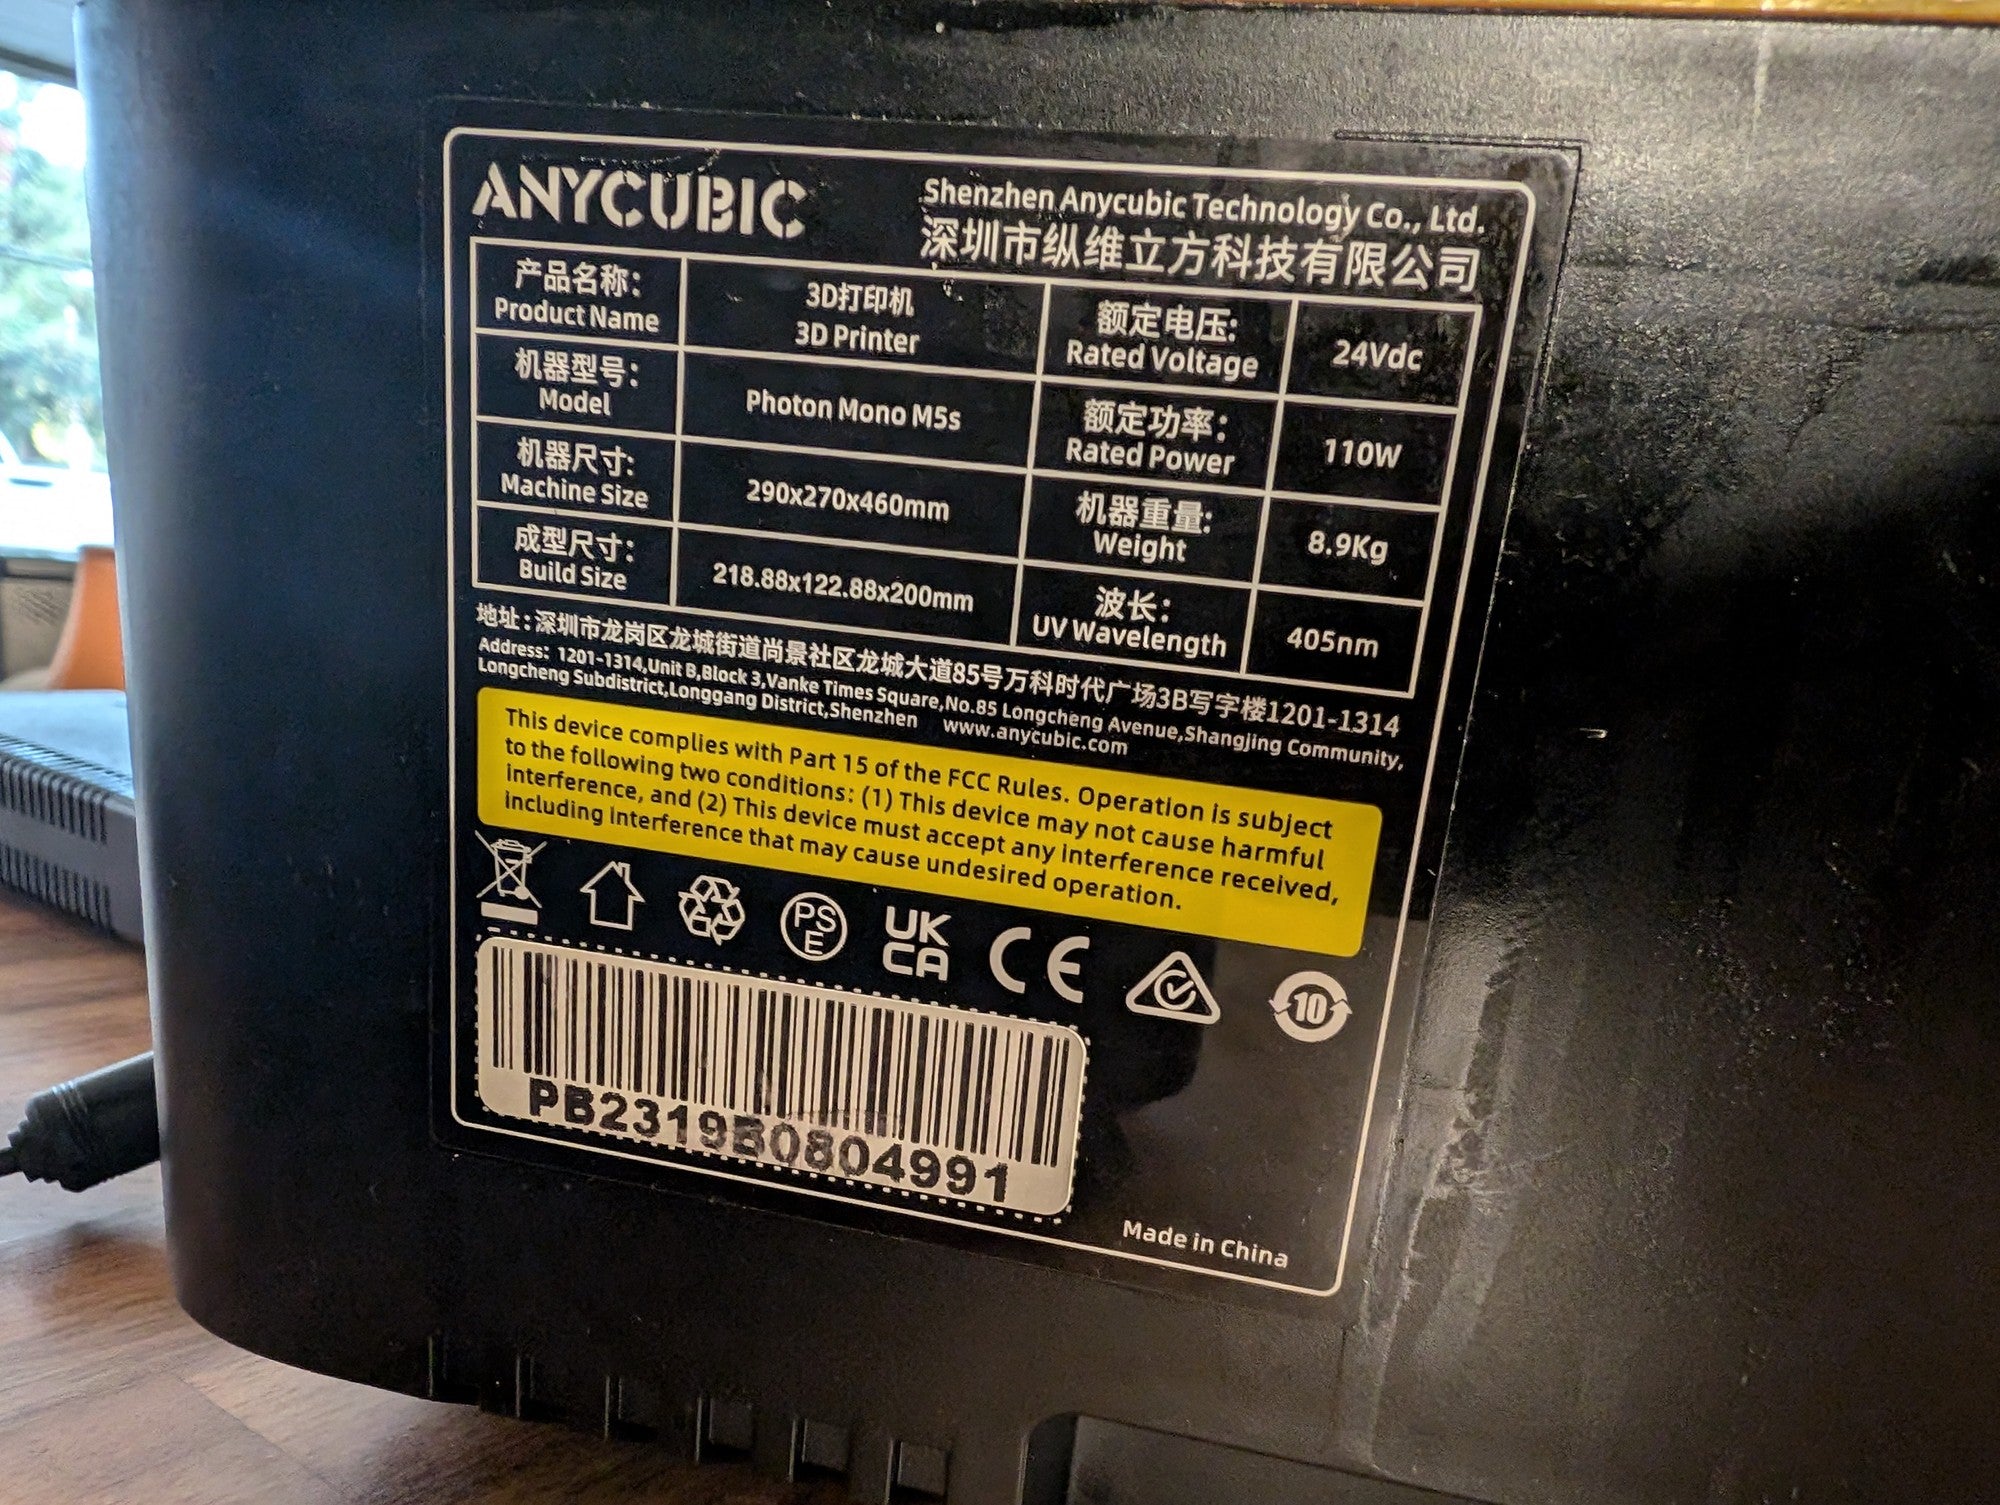 ANYCUBIC
Shenzhen Anycubic Technology Co., Ltd.
深圳市纵维立方科技有限公司
产品名称：
Product Name
3D打印机
3D Printer
额定电压:
Rated Voltage
24Vdc
机器型号：
Model
Photon Mono M5s
额定功率：
Rated Power
110W
机器尺寸:
Machine Size
290x270x460mm
机器重量:
Weight
8.9Kg
成型尺寸：
Build Size
218.88x122.88x200mm
波长：
UV Wavelength
405nm
地址：深圳市龙岗区龙城街道尚景社区龙城大道85号万科时代广场3B写字楼1201-1314
Address: 1201-1314,Unit B,Block 3,Vanke Times Square,No.85 Longcheng Avenue,Shangjing Community,
Longcheng Subdistrict,Longgang District,Shenzhen www.anycubic.com
This device complies with Part 15 of the FCC Rules. Operation is subject
to the following two conditions: (1) This device may not cause harmful
interference, and (2) This device must accept any interference received,
including interference that may cause undesired operation.
PS
E
UK
CA
CE
10
PB2319B0804991
Made in China